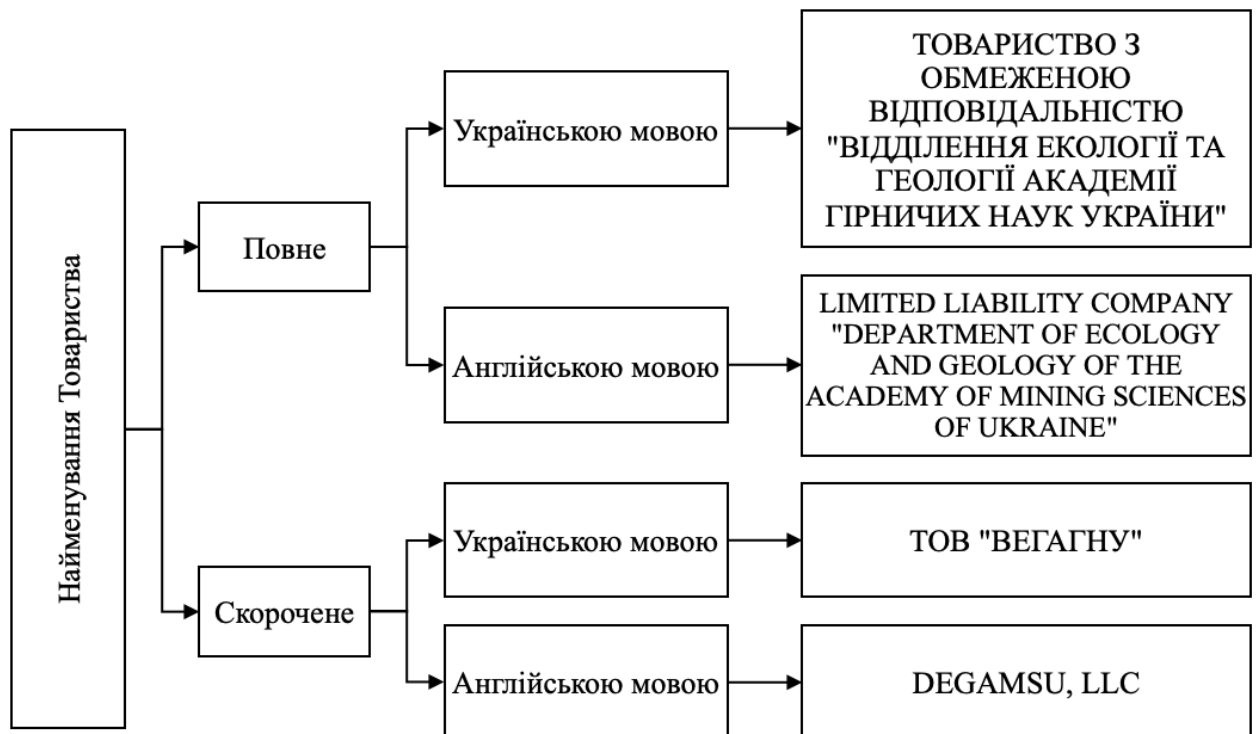 Найменування Товариства
Повне
Українською мовою
ТОВАРИСТВО З
ОБМЕЖЕНОЮ
ВІДПОВІДАЛЬНІСТЮ
"ВІДДІЛЕННЯ ЕКОЛОГІЇ ТА
ГЕОЛОГІЇ АКАДЕМІЇ
ГІРНИЧИХ НАУК УКРАЇНИ"
Англійською мовою
LIMITED LIABILITY COMPANY
"DEPARTMENT OF ECOLOGY
AND GEOLOGY OF THE
ACADEMY OF MINING SCIENCES
OF UKRAINE"
Скорочене
Українською мовою
ТОВ "ВЕГАГНУ"
Англійською мовою
DEGAMSU, LLC